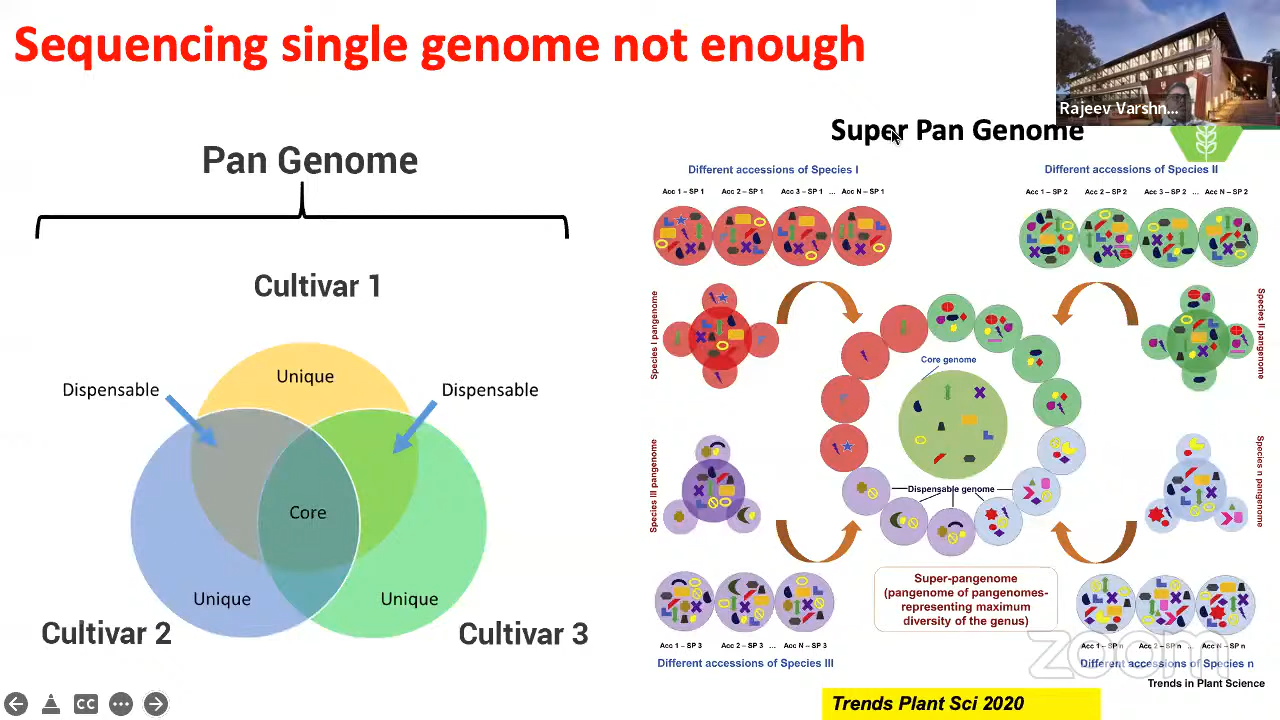 Sequencing single genome not enough
Rajeev Varshn...
Pan Genome
Cultivar 1
Unique
Dispensable
Dispensable
Core
Unique
Unique
Cultivar 2
Cultivar 3
Super Pan Genome
Different accessions of Species I
Acc 1 – SP 1 Acc 2 – SP 1 Acc 3 – SP 1 ... Acc N – SP 1
Different accessions of Species II
Acc 1 – SP 2 Acc 2 – SP 2 Acc 3 – SP 2 ... Acc N – SP 2
Species I pangenome
Species II pangenome
Core genome
Dispensable genome
Species III pangenome
Species n pangenome
Super-pangenome
(pangenome of pangenomes-
representing maximum
diversity of the genus)
Acc 1 – SP 3 Acc 2 – SP 3 ... Acc N – SP 3
Different accessions of Species III
Acc 1 – SP n Acc 2 – SP n ... Acc N – SP n
Different accessions of Species n
zoom
Trends in Plant Science
Trends Plant Sci 2020
CC